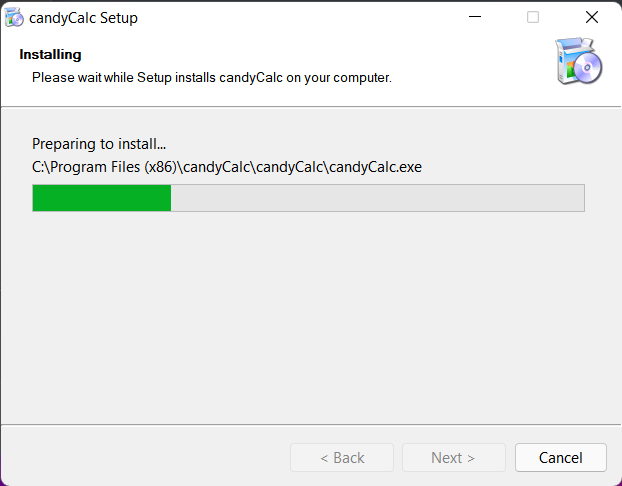 candyCalc Setup
Installing
Please wait while Setup installs candyCalc on your computer.
Preparing to install...
C:\Program Files (x86)\candyCalc\candyCalc\candyCalc.exe
< Back
Next >
Cancel